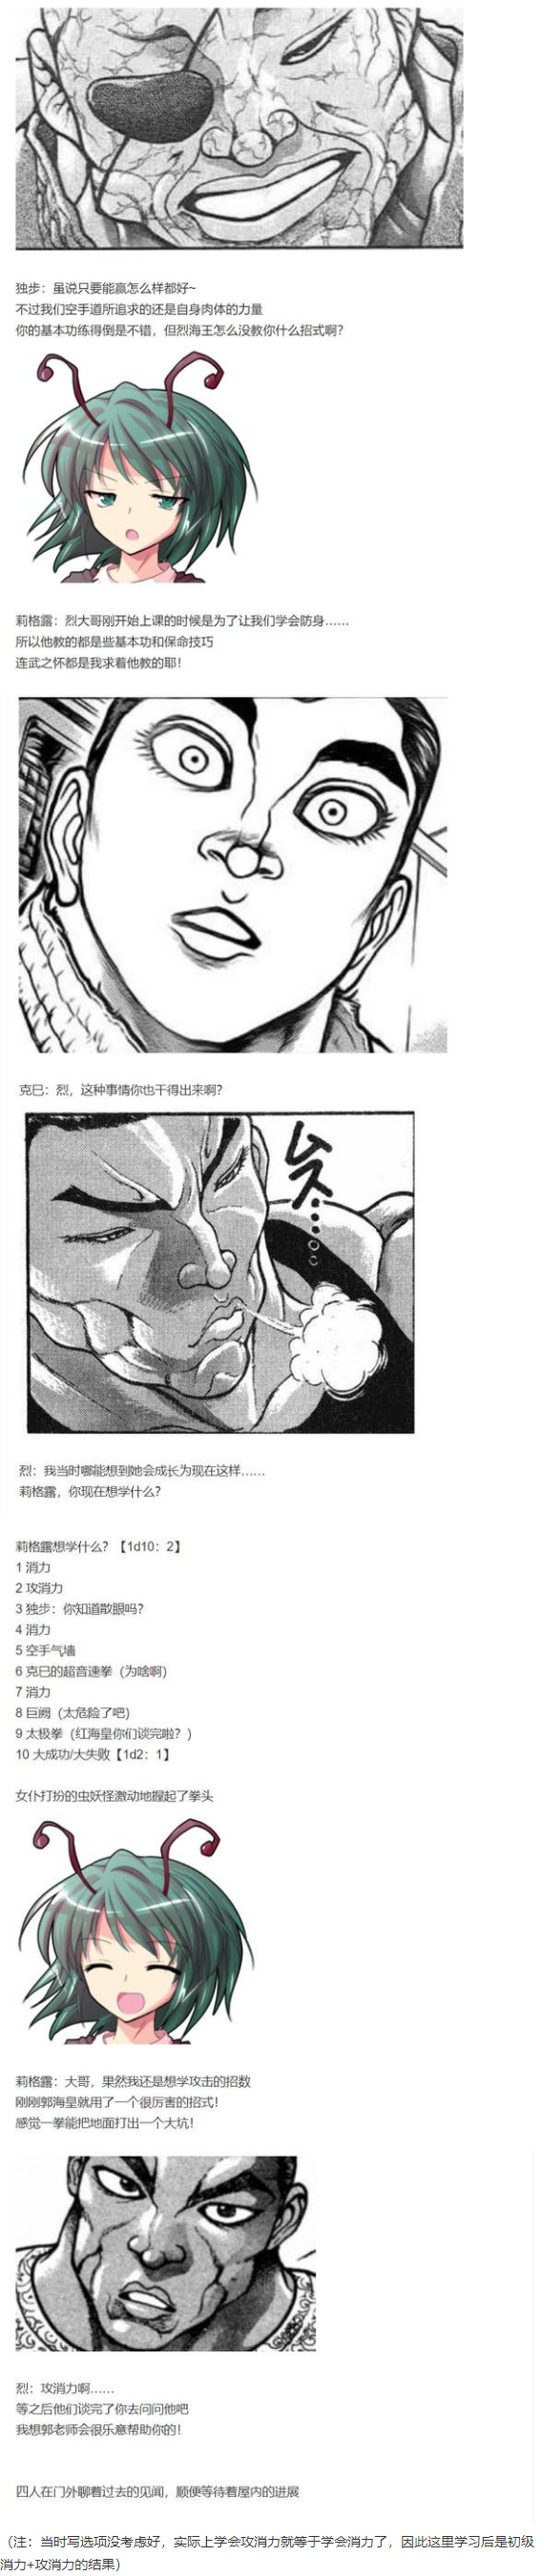 独步：虽说只要能赢怎么样都好~
不过我们空手道所追求的还是自身肉体的力量
你的基本功练得倒是不错，但烈海王怎么没教你什么招式啊？
莉格露：烈大哥刚开始上课的时候是为了让我们学会防身……
所以他教的都是些基本功和保命技巧
连武之怀都是我求着他教的耶！
克巳：烈，这种事情你也干得出来啊？
ムス…。。
烈：我当时哪能想到她会成长为现在这样……
莉格露，你现在想学什么？
莉格露想学什么？【1d10：2】
1 消力
2 攻消力
3 独步：你知道散眼吗？
4 消力
5 空手气墙
6 克巳的超音速拳（为啥啊）
7 消力
8 巨阙（太危险了吧）
9 太极拳（红海皇你们谈完啦？）
10 大成功/大失败【1d2：1】
女仆打扮的虫妖怪激动地握起了拳头
莉格露：大哥，果然我还是想学攻击的招数
刚刚郭海皇就用了一个很厉害的招式！
感觉一拳能把地面打出一个大坑！
烈：攻消力啊……
等之后他们谈完了你去问问他吧
我想郭老师会很乐意帮助你的！
四人在门外聊着过去的见闻，顺便等待着屋内的进展
（注：当时写选项没考虑好，实际上学会攻消力就等于学会消力了，因此这里学习后是初级
消力+攻消力的结果）